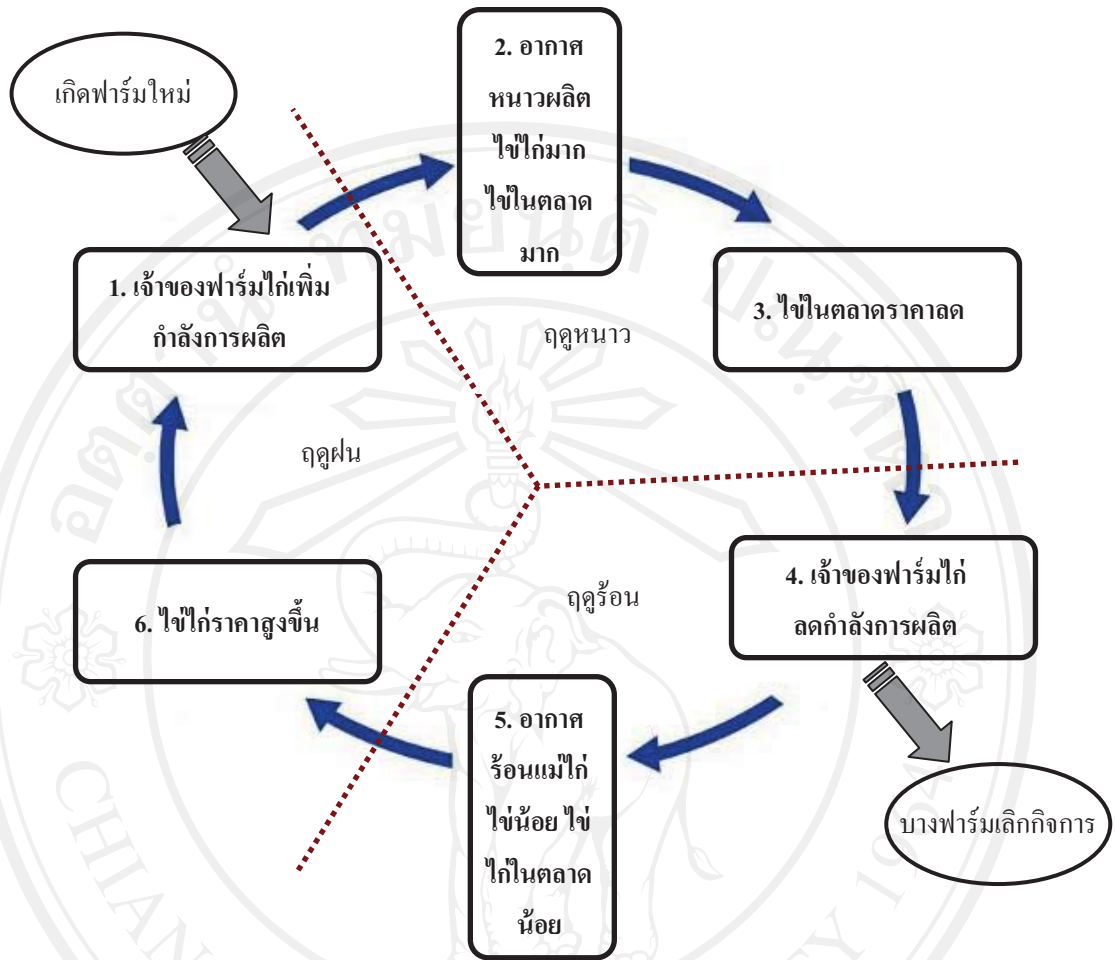 เกิดฟาร์มใหม่
2. อากาศ
หนาวผลิต
ไข่ไก่มาก
ไข่ในตลาด
มาก
1. เจ้าของฟาร์มไก่เพิ่ม
กำลังการผลิต
3. ไข่ในตลาดราคาลด
ฤดูหนาว
ฤดูฝน
ฤดูร้อน
4. เจ้าของฟาร์มไก่
ลดกำลังการผลิต
6. ไข่ไก่ราคาสูงขึ้น
5. อากาศ
ร้อนแม่ไก่
ไข่น้อย ไข่
ไก่ในตลาด
น้อย
บางฟาร์มเลิกกิจการ